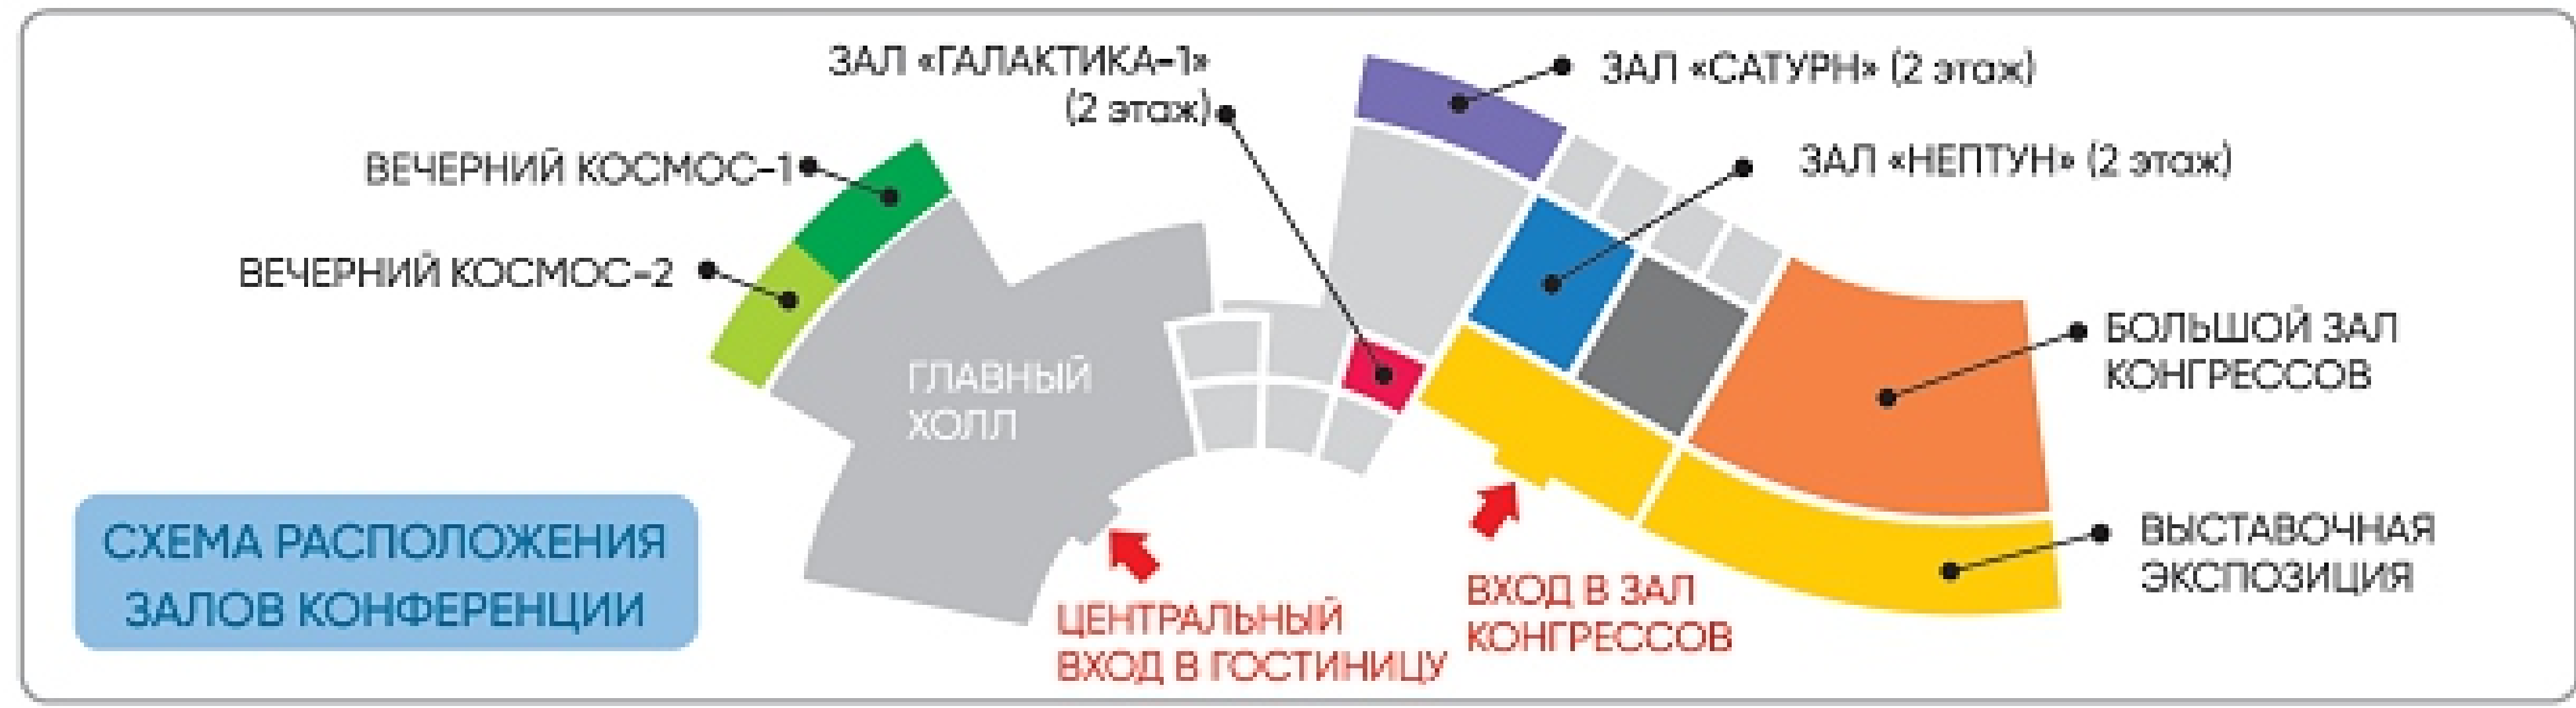 ЗАЛ «ГАЛАКТИКА-1»
(2 этаж)
ЗАЛ «САТУРН» (2 этаж)
ВЕЧЕРНИЙ КОСМОС-1
ЗАЛ «НЕПТУН» (2 этаж)
ВЕЧЕРНИЙ КОСМОС-2
БОЛЬШОЙ ЗАЛ
КОНГРЕССОВ
ГЛАВНЫЙ
ХОЛЛ
СХЕМА РАСПОЛОЖЕНИЯ
ЗАЛОВ КОНФЕРЕНЦИИ
ВЫСТАВОЧНАЯ
ЭКСПОЗИЦИЯ
ЦЕНТРАЛЬНЫЙ
ВХОД В ГОСТИНИЦУ
ВХОД В ЗАЛ
КОНГРЕССОВ